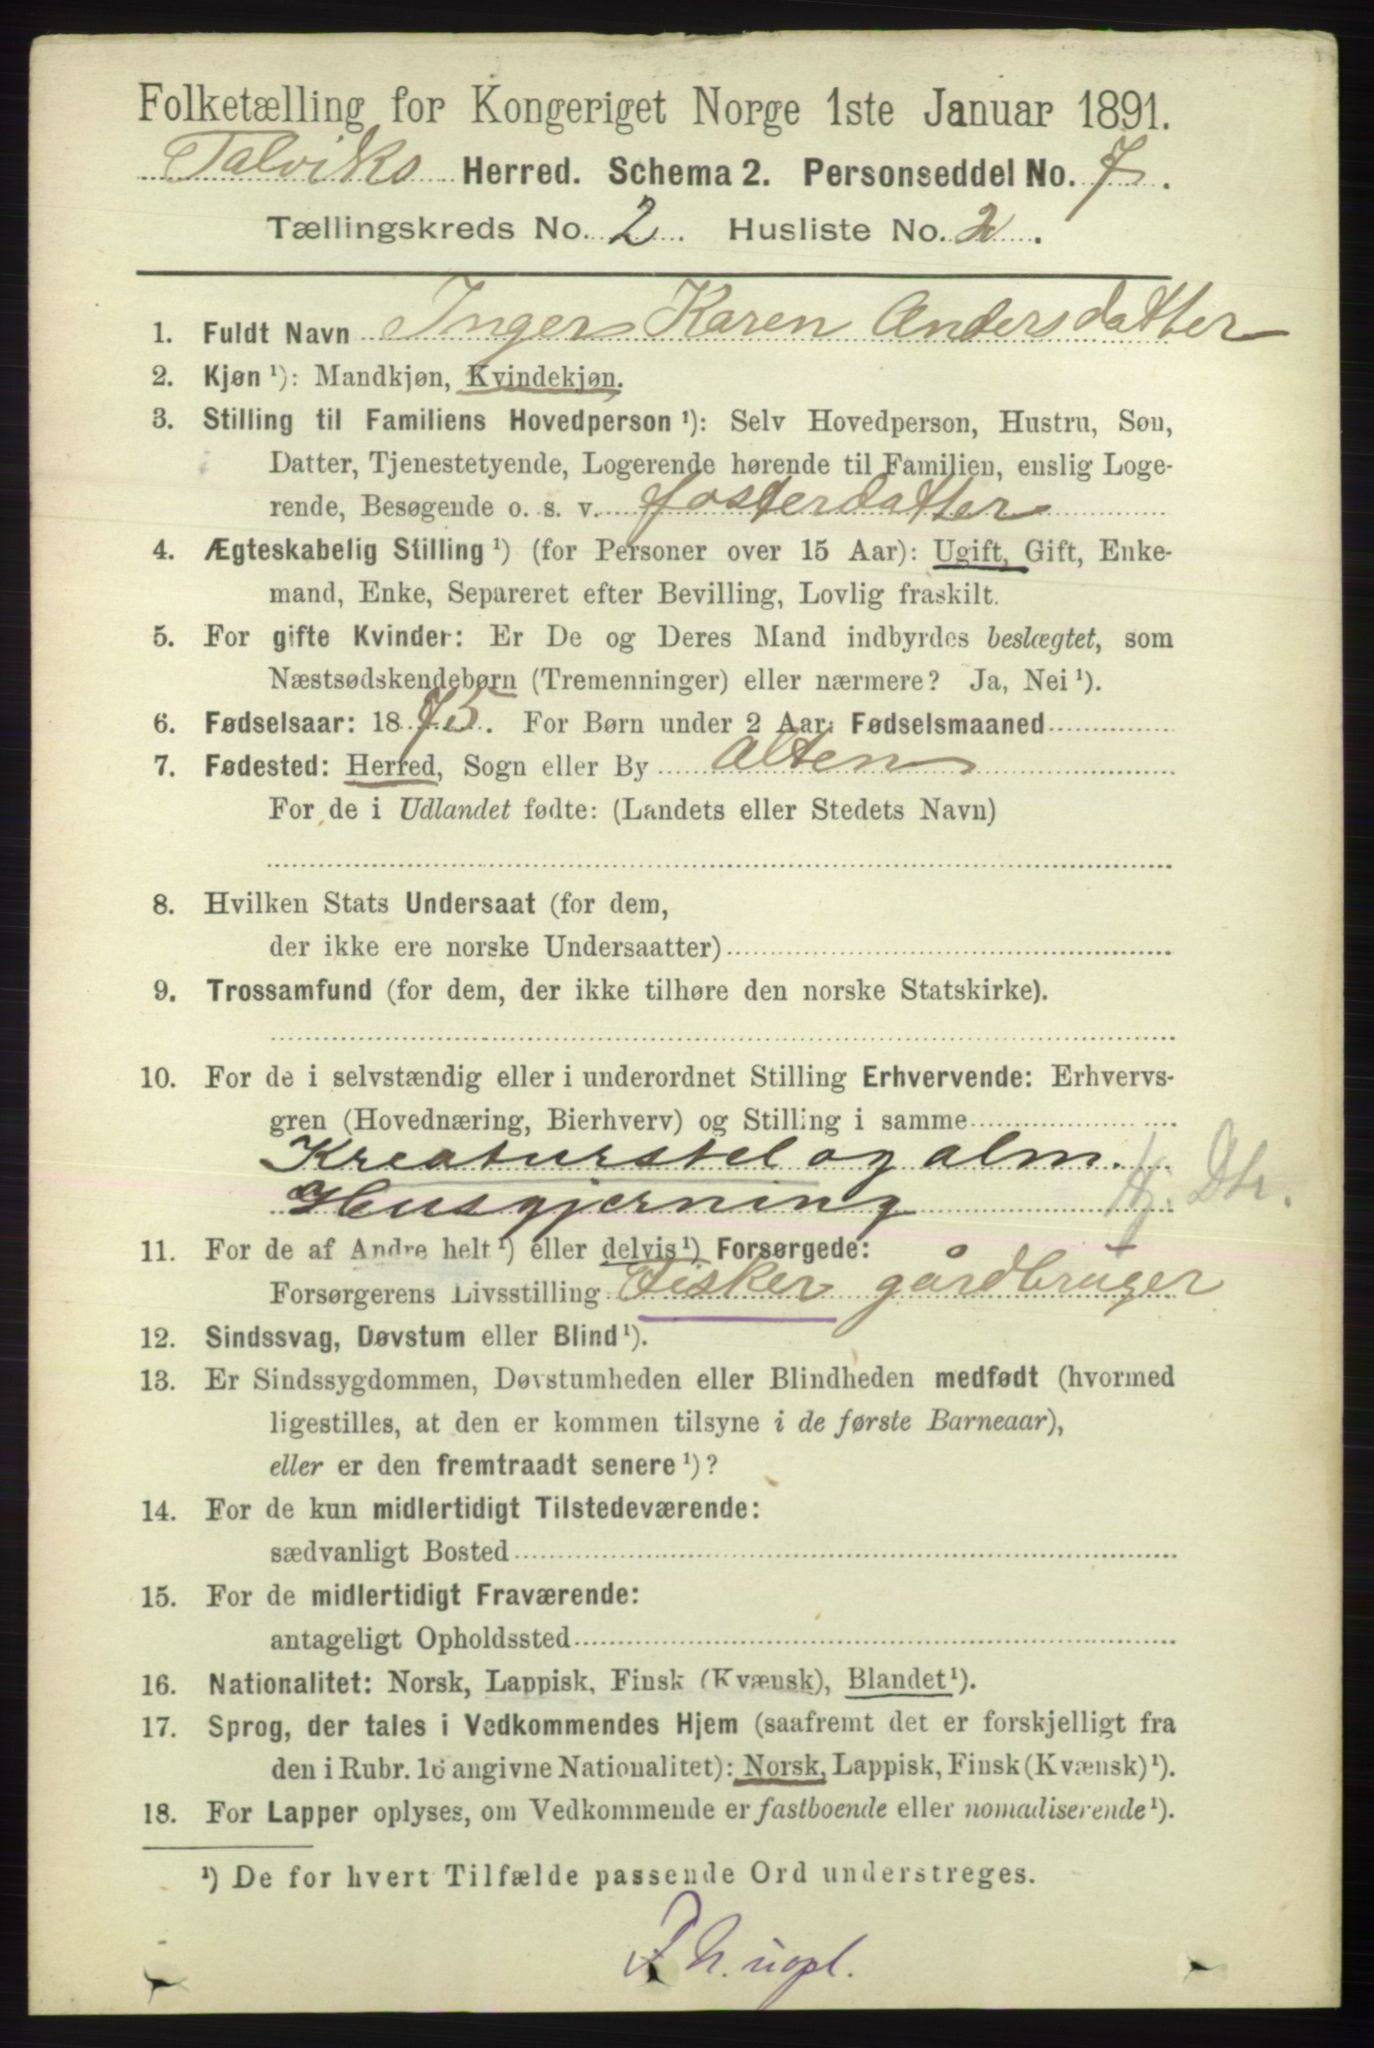 Folketælling for Kongeriget Norge 1ste Januar 1891.
Talviks Herred. Schema 2. Personseddel No. 7.
Tællingskreds No. 2. Husliste No. 2.
1. Fuldt Navn Inger Karen Andersdatter
2. Kjøn ¹): Mandkjøn, Kvindekjøn.
3. Stilling til Familiens Hovedperson ¹): Selv Hovedperson, Hustru, Søn,
Datter, Tjenestetyende, Logerende hørende til Familien, enslig Loge-
rende, Besøgende o. s. v. fosterdatter
4. Ægteskabelig Stilling ¹) (for Personer over 15 Aar): Ugift, Gift, Enke-
mand, Enke, Separeret efter Bevilling, Lovlig fraskilt.
5. For gifte Kvinder: Er De og Deres Mand indbyrdes beslægtet, som
Næstsødskendebørn (Tremenninger) eller nærmere? Ja, Nei ¹).
6. Fødselsaar: 1875. For Børn under 2 Aar: Fødselsmaaned
7. Fødested: Herred, Sogn eller By Alten
For de i Udlandet fødte: (Landets eller Stedets Navn)
8. Hvilken Stats Undersaat (for dem,
der ikke ere norske Undersaatter)
9. Trossamfund (for dem, der ikke tilhøre den norske Statskirke).
10. For de i selvstændig eller i underordnet Stilling Erhvervende: Erhvervs-
gren (Hovednæring, Bierhverv) og Stilling i samme
Kreaturstel og alm.
Husgjerning Hj. Dtr.
11. For de af Andre helt ¹) eller delvis ¹) Forsørgede:
Forsørgerens Livsstilling Fisker gårdbruger
12. Sindssvag, Døvstum eller Blind ¹).
13. Er Sindssygdommen, Døvstumheden eller Blindheden medfødt (hvormed
ligestilles, at den er kommen tilsyne i de første Barneaar),
eller er den fremtraadt senere ¹)?
14. For de kun midlertidigt Tilstedeværende:
sædvanligt Bosted
15. For de midlertidigt Fraværende:
antageligt Opholdssted
16. Nationalitet: Norsk, Lappisk, Finsk (Kvænsk), Blandet ¹).
17. Sprog, der tales i Vedkommendes Hjem (saafremt det er forskjelligt fra
den i Rubr. 16 angivne Nationalitet): Norsk, Lappisk, Finsk (Kvænsk) ¹).
18. For Lapper oplyses, om Vedkommende er fastboende eller nomadiserende ¹).
¹) De for hvert Tilfælde passende Ord understreges.